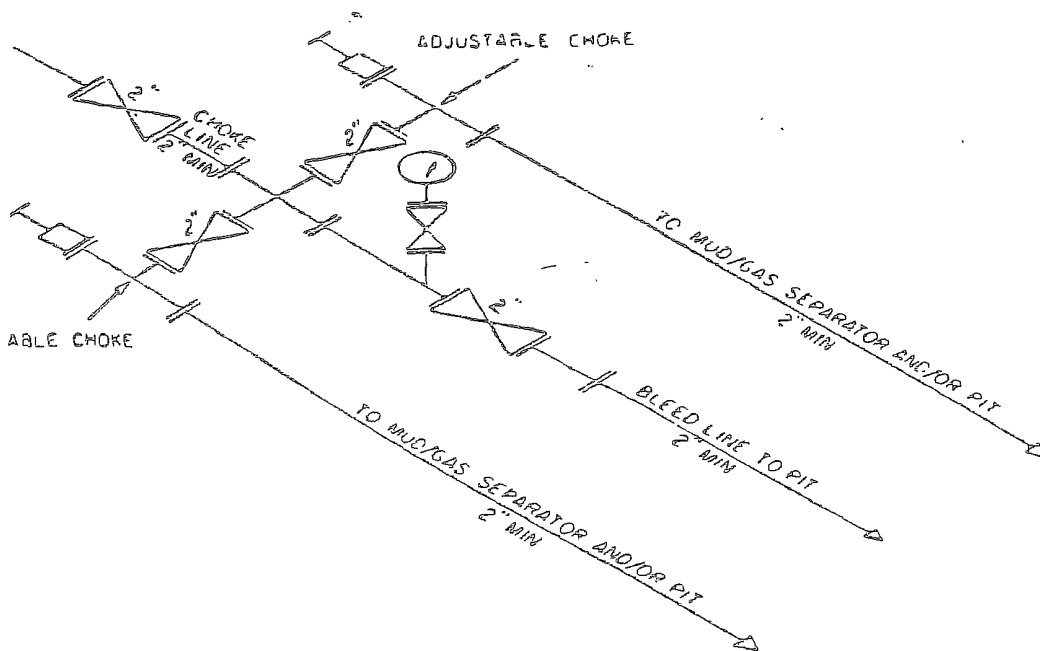 ADJUSTABLE CHOKE
2"
CHOKE
LINE
2" MIN
2"
2"
2"
ABLE CHOKE
TO MUD/GAS SEPARATOR AND/OR PIT
2" MIN
BLEED LINE TO PIT
2" MIN
TO MUD/GAS SEPARATOR AND/OR PIT
2" MIN